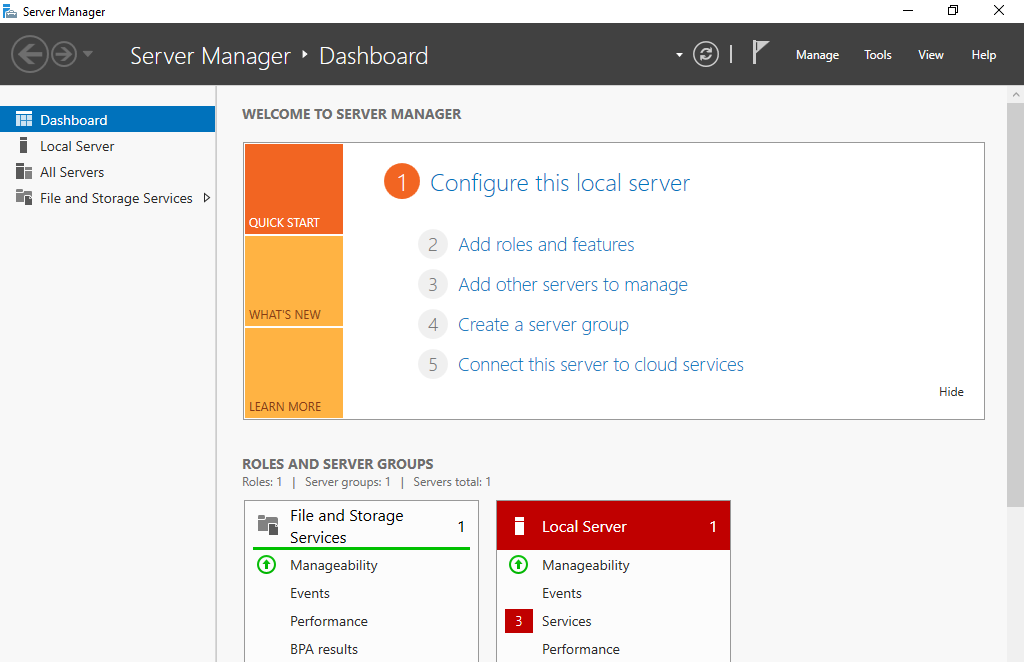 Server Manager
Server Manager ‣ Dashboard
Manage Tools View Help
Dashboard
Local Server
All Servers
File and Storage Services
WELCOME TO SERVER MANAGER
QUICK START
WHAT'S NEW
LEARN MORE
1 Configure this local server
2 Add roles and features
3 Add other servers to manage
4 Create a server group
5 Connect this server to cloud services
Hide
ROLES AND SERVER GROUPS
Roles: 1 | Server groups: 1 | Servers total: 1
File and Storage
Services 1
Manageability
Events
Performance
BPA results
Local Server 1
Manageability
Events
3 Services
Performance